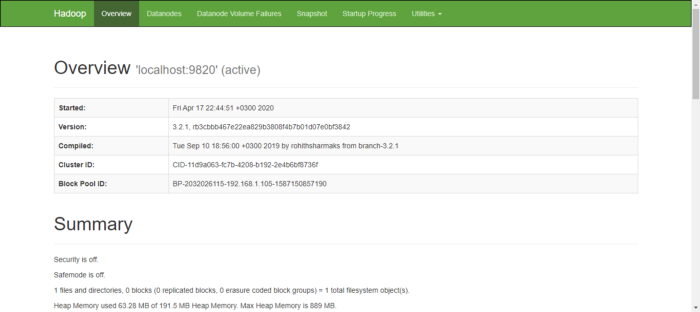 Hadoop Overview Datanodes Datanode Volume Failures Snapshot Startup Progress Utilities
Overview 'localhost:9820' (active)
Started: Fri Apr 17 22:44:51 +0300 2020
Version: 3.2.1, rb3cbbb467e22ea829b3808f4b7b01d07e0bf3842
Compiled: Tue Sep 10 18:56:00 +0300 2019 by rohithsharmaks from branch-3.2.1
Cluster ID: CID-11d9a063-fc7b-4208-b192-2e4b6bf8736f
Block Pool ID: BP-2032026115-192.168.1.105-1587150857190
Summary
Security is off.
Safemode is off.
1 files and directories, 0 blocks (0 replicated blocks, 0 erasure coded block groups) = 1 total filesystem object(s).
Heap Memory used 63.28 MB of 191.5 MB Heap Memory. Max Heap Memory is 889 MB.